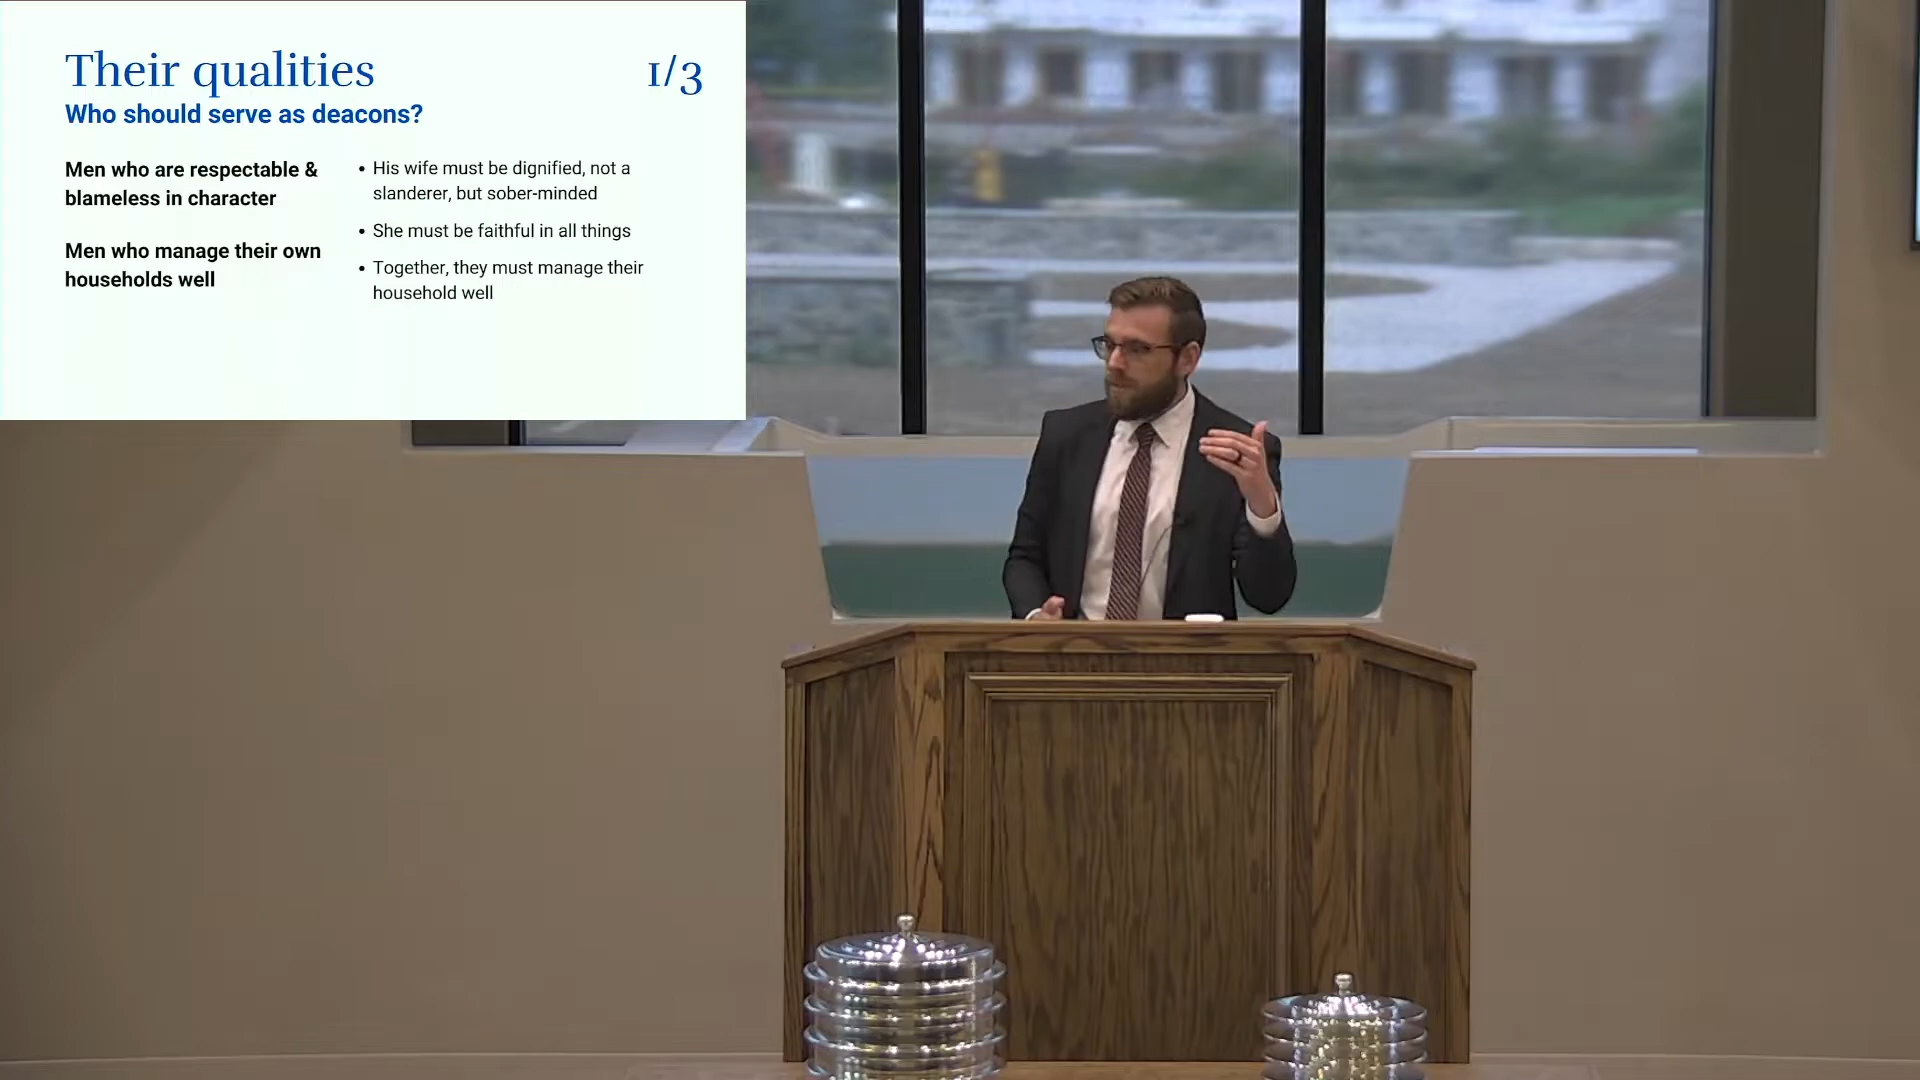 Their qualities
1/3
Who should serve as deacons?
Men who are respectable &
blameless in character
Men who manage their own
households well
• His wife must be dignified, not a
slanderer, but sober-minded
• She must be faithful in all things
• Together, they must manage their
household well